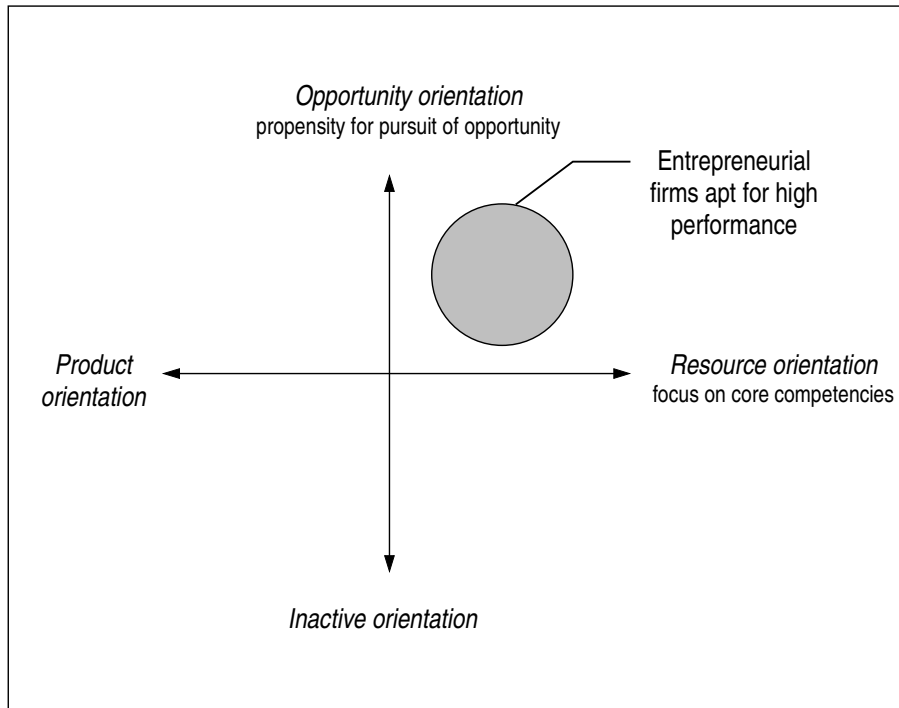 Opportunity orientation
propensity for pursuit of opportunity
Entrepreneurial
firms apt for high
performance
Product
orientation
Resource orientation
focus on core competencies
Inactive orientation